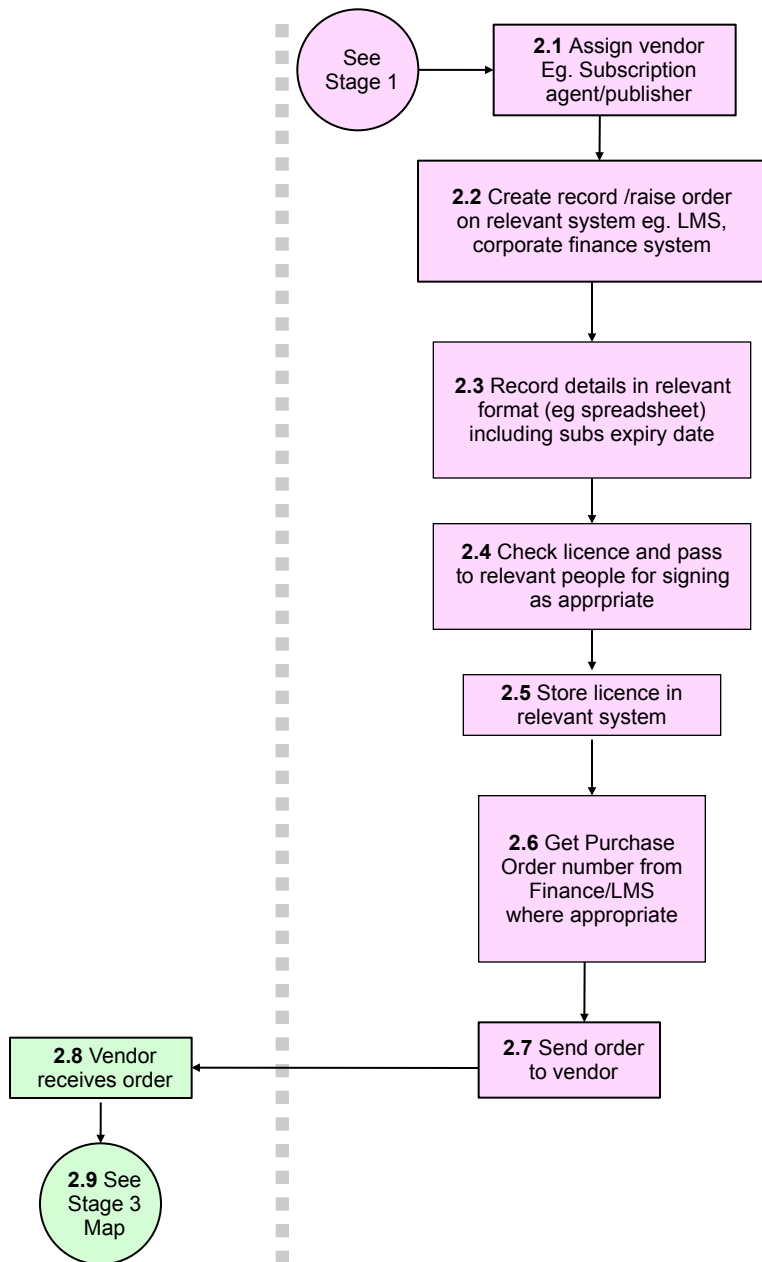 See
Stage 1
2.1 Assign vendor
Eg. Subscription
agent/publisher
2.2 Create record /raise order
on relevant system eg. LMS,
corporate finance system
2.3 Record details in relevant
format (eg spreadsheet)
including subs expiry date
2.4 Check licence and pass
to relevant people for signing
as apprpriate
2.5 Store licence in
relevant system
2.6 Get Purchase
Order number from
Finance/LMS
where appropriate
2.7 Send order
to vendor
2.8 Vendor
receives order
2.9 See
Stage 3
Map